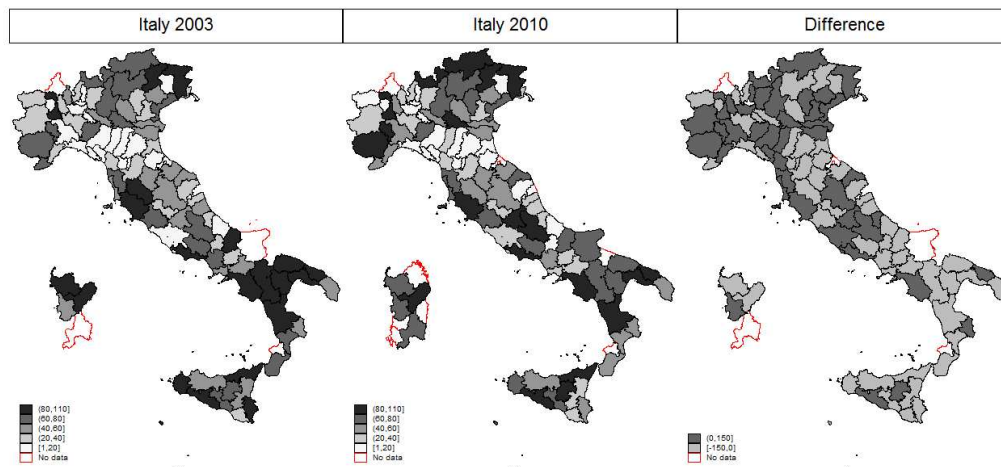 Italy 2003
Italy 2010
Difference
(80,110]
(60,80]
(40,60]
(20,40]
[1,20]
No data
(80,110]
(60,80]
(40,60]
(20,40]
[1,20]
No data
(0,150]
[-150,0]
No data